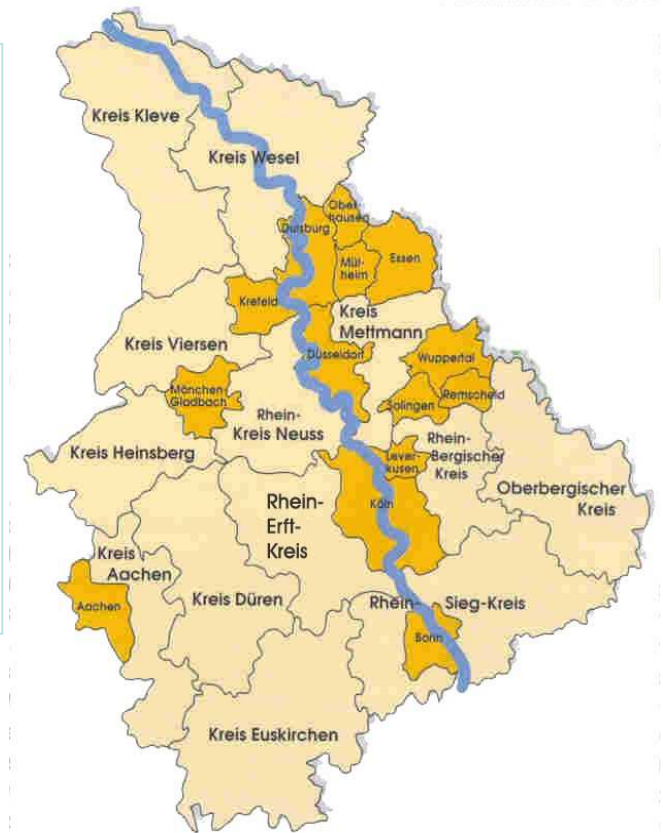 Kreis Kleve
Kreis Wesel
Ober-
hausen
Duisburg
Mül-
heim
Essen
Krefeld
Kreis
Mettmann
Kreis Viersen
Düsseldorf
Wuppertal
Mönchen-
Gladbach
Solingen
Remscheid
Rhein-
Kreis Neuss
Rhein-
Bergischer
Kreis
Kreis Heinsberg
Lever-
kusen
Oberbergischer
Kreis
Rhein-
Erft-
Kreis
Köln
Kreis
Aachen
Aachen
Kreis Düren
Rhein- Sieg-Kreis
Bonn
Kreis Euskirchen